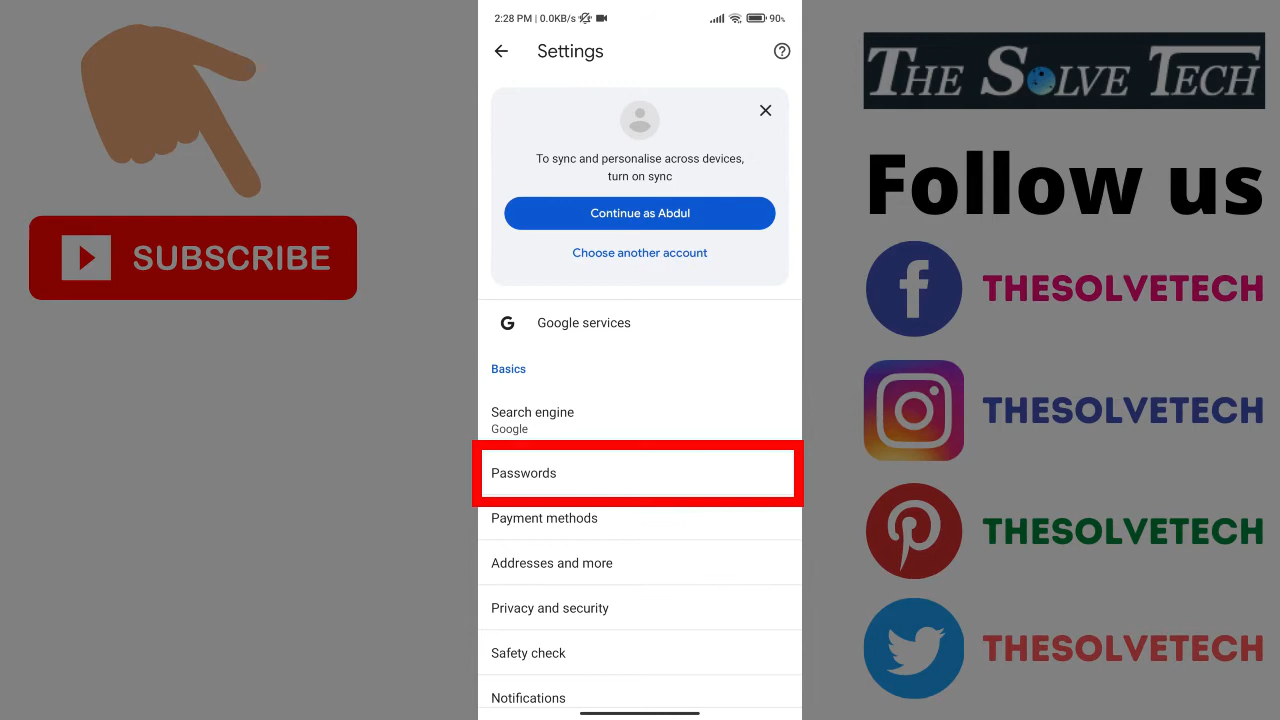 SUBSCRIBE
2:28 PM | 0.0KB/s
90%
Settings
To sync and personalise across devices,
turn on sync
Continue as Abdul
Choose another account
G Google services
Basics
Search engine
Google
Passwords
Payment methods
Addresses and more
Privacy and security
Safety check
Notifications
THE SOLVE TECH
Follow us
THESOLVETECH
THESOLVETECH
THESOLVETECH
THESOLVETECH